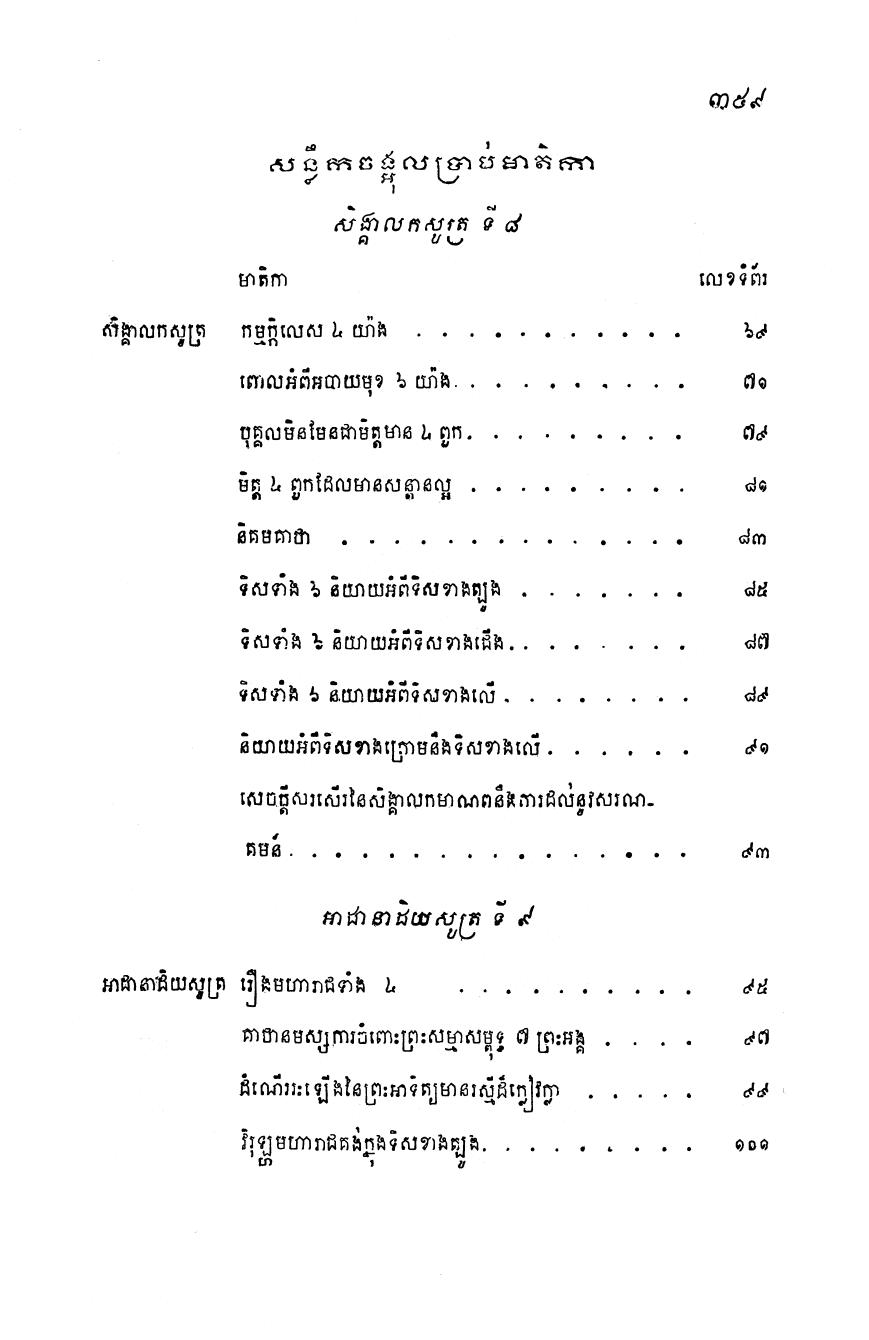 ៣៥៩
សន្លឹកចង្អុលប្រាប់មាតិកា
សិង្គាលកសូត្រ ទី ៨
មាតិកា លេខទំព័រ
សិង្គាលកសូត្រ កម្មក្កិលេស ៤ យ៉ាង . . . . . . . . . . . ៦៩
ពោលអំពីអបាយមុខ ៦ យ៉ាង. . . . . . . . . . ៧១
បុគ្គលមិនមែនជាមិត្តមាន ៤ ពួក. . . . . . . . . ៧៩
មិត្ត ៤ ពួកដែលមានសន្តានល្អ . . . . . . . . . ៨១
និគមគាថា . . . . . . . . . . . . . . ៨៣
ទិសទាំង ៦ និយាយអំពីទិសខាងត្បូង . . . . . . . ៨៥
ទិសទាំង ៦ និយាយអំពីទិសខាងជើង. . . . . . . . ៨៧
ទិសទាំង ៦ និយាយអំពីទិសខាងលើ . . . . . . . . ៨៩
និយាយអំពីទិសខាងក្រោមនឹងទិសខាងលើ . . . . . . ៩១
សេចក្តីសរសើរនៃសិង្គាលកមាណពនឹងការដល់នូវសរណ-
គមន៍ . . . . . . . . . . . . . . . . ៩៣
អាដានាដិយសូត្រ ទី ៩
អាដានាដិយសូត្រ រឿងមហារាជទាំង ៤ . . . . . . . . . . ៩៥
គាថានមស្សការចំពោះព្រះសម្មាសម្ពុទ្ធ ៧ ព្រះអង្គ . . . . ៩៧
ដំណើររះឡើងនៃព្រះអាទិត្យមានរស្មីដ៏ក្លៀវក្លា . . . . . ៩៩
វិរុឡ្ហមហារាជគង់ក្នុងទិសខាងត្បូង. . . . . . . . . ១០១